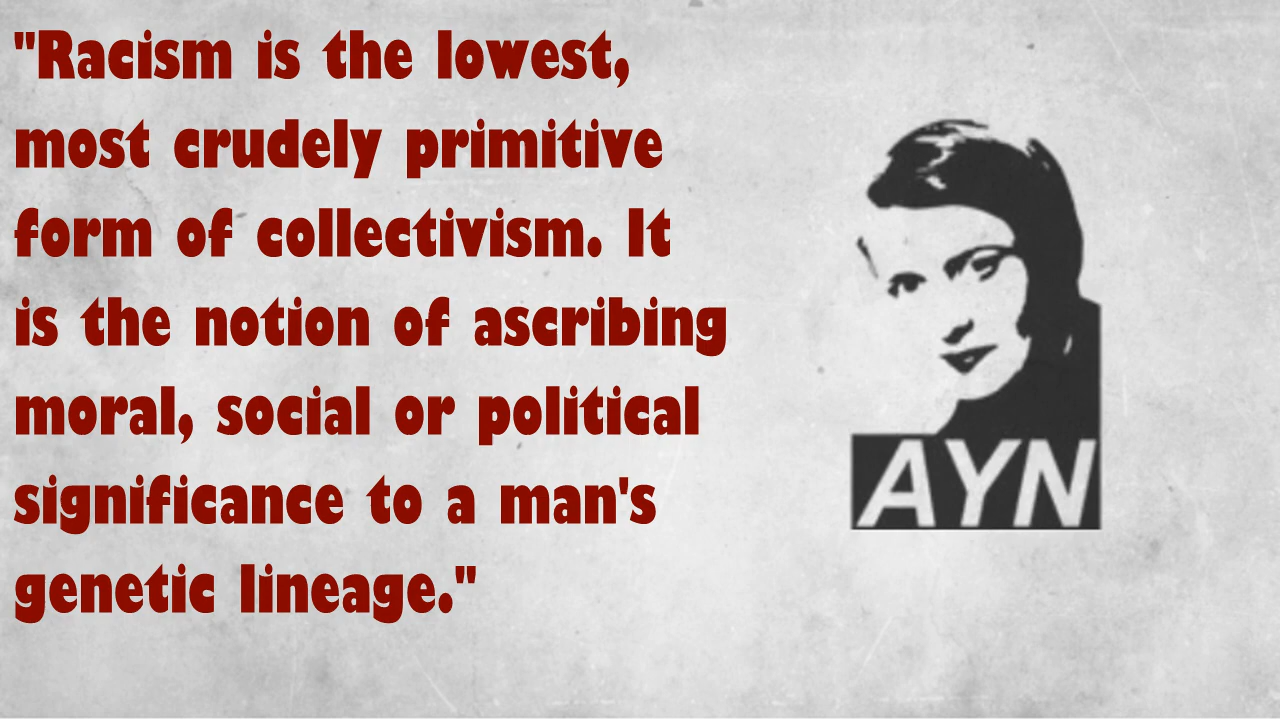 "Racism is the lowest,
most crudely primitive
form of collectivism. It
is the notion of ascribing
moral, social or political
significance to a man's
genetic lineage."
AYN